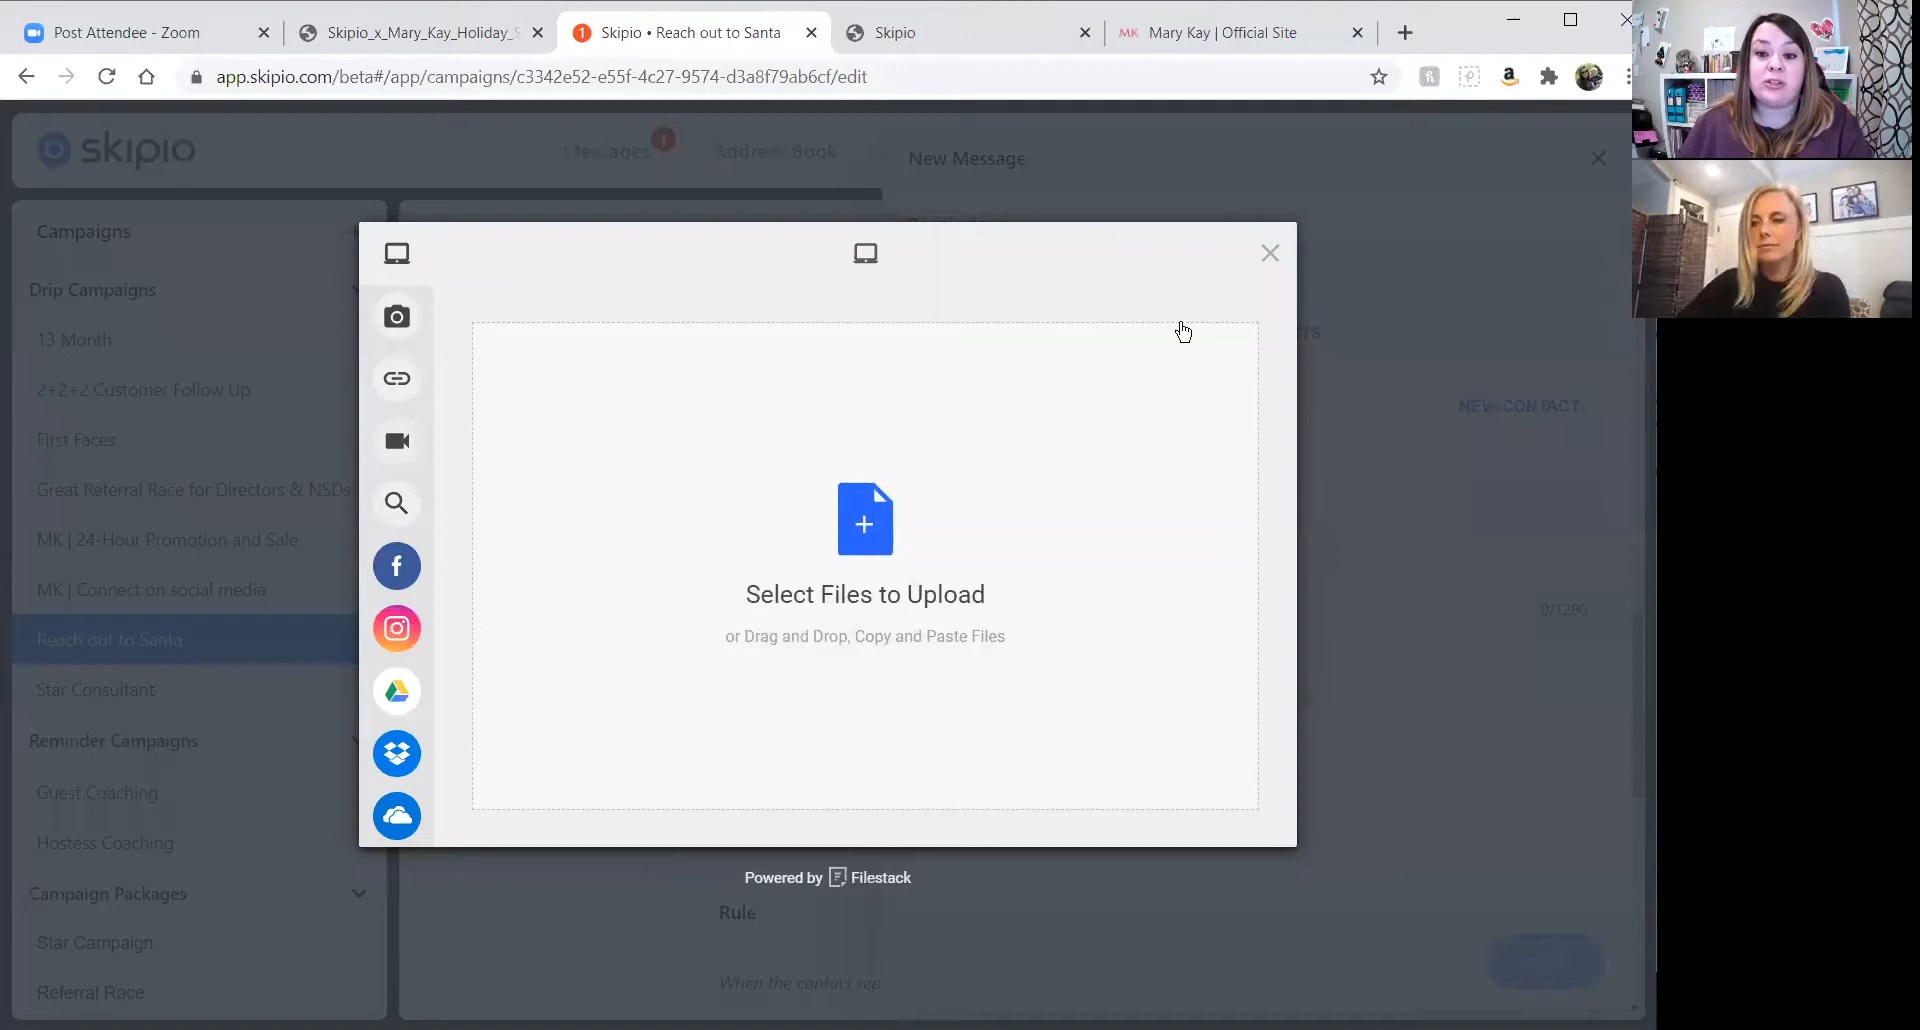 Post Attendee - Zoom
Skipio_x_Mary_Kay_Holiday_S
1 Skipio • Reach out to Santa
Skipio
MK Mary Kay | Official Site
app.skipio.com/beta#/app/campaigns/c3342e52-e55f-4c27-9574-d3a8f79ab6cf/edit
skipio
Messages 1
Address Book
New Message
Campaigns
Drip Campaigns
13 Month
2+2+2 Customer Follow Up
First Faces
Great Referral Race for Directors & NSDs
MK | 24-Hour Promotion and Sale
MK | Connect on social media
Reach out to Santa
Star Consultant
Reminder Campaigns
Guest Coaching
Hostess Coaching
Campaign Packages
Star Campaign
Referral Race
NEW CONTACT
0/1280
Select Files to Upload
or Drag and Drop, Copy and Paste Files
Powered by Filestack
Rule
When the contact rep